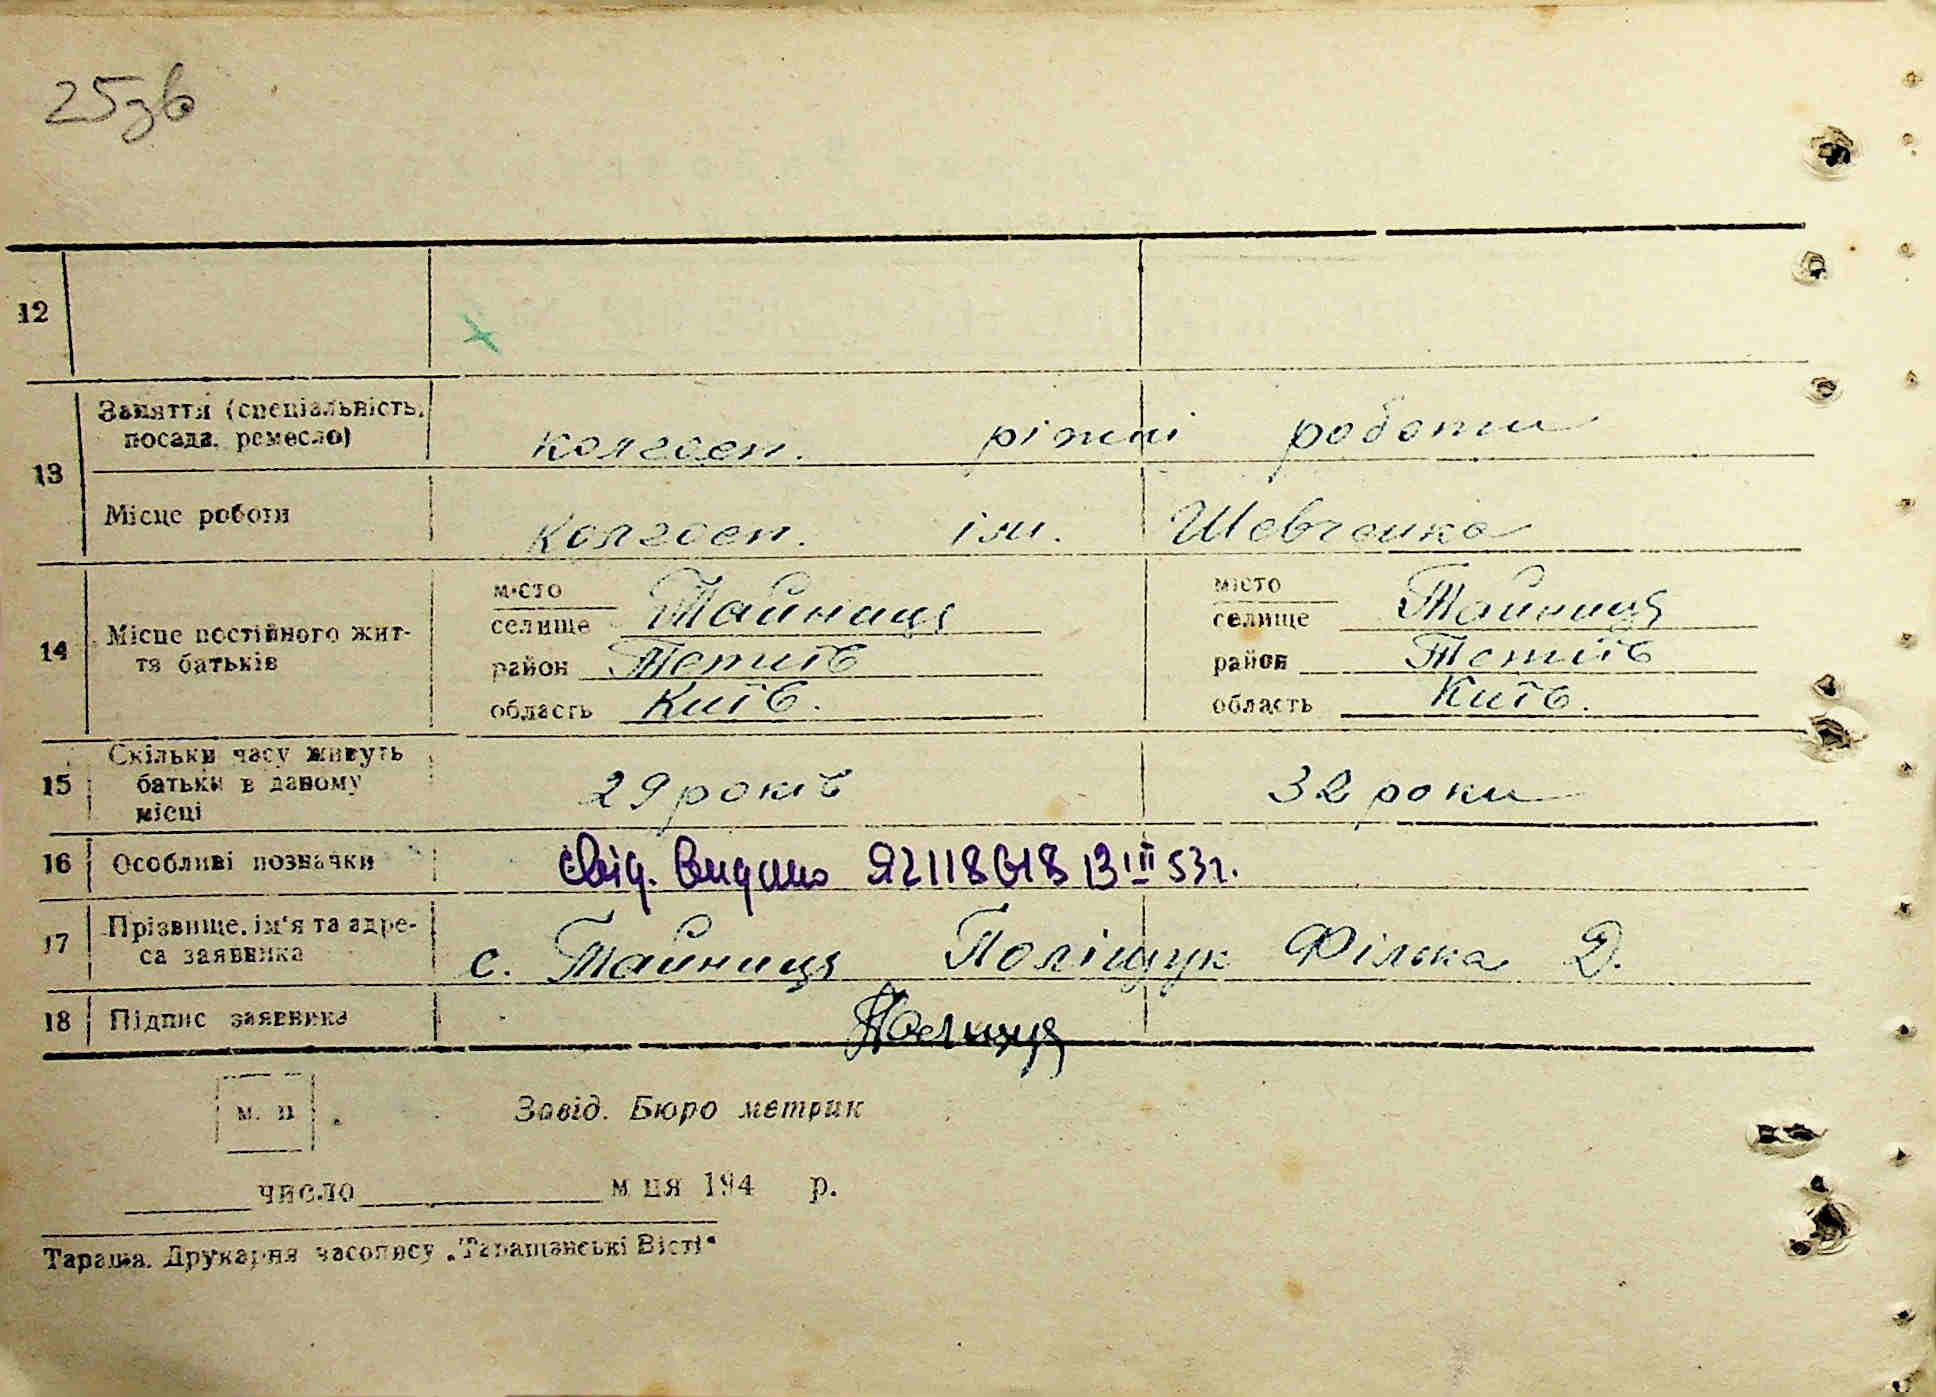 25зв
12
13 Заняття (спеціальність, посада, ремесло) колгосп. ріжні роботи
Місце роботи колгосп. ім. Шевченка
14 Місце постійного життя батьків
місто
селище Тайниця
район Тетіїв
область Київ.
місто
селище Тайниця
район Тетіїв
область Київ.
15 Скільки часу живуть батьки в даному місці 29 років 32 роки
16 Особливі позначки свід. видано 13 III 53 г.
17 Прізвище, ім'я та адреса заявника с. Тайниця Поліщук Філька Д.
18 Підпис заявника
м. п.
Завід. Бюро метрик
число м ця 194 р.
Тараща. Друкарня часопису „Таращанські Вісті"